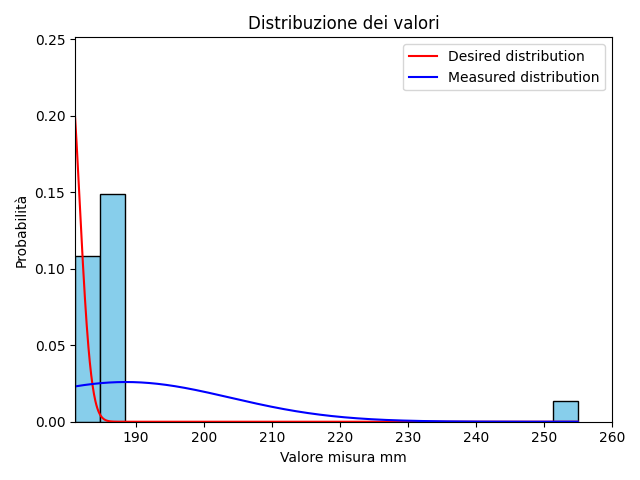 Distribuzione dei valori
Desired distribution
Measured distribution
Probabilità
0.25
0.20
0.15
0.10
0.05
0.00
190 200 210 220 230 240 250 260
Valore misura mm